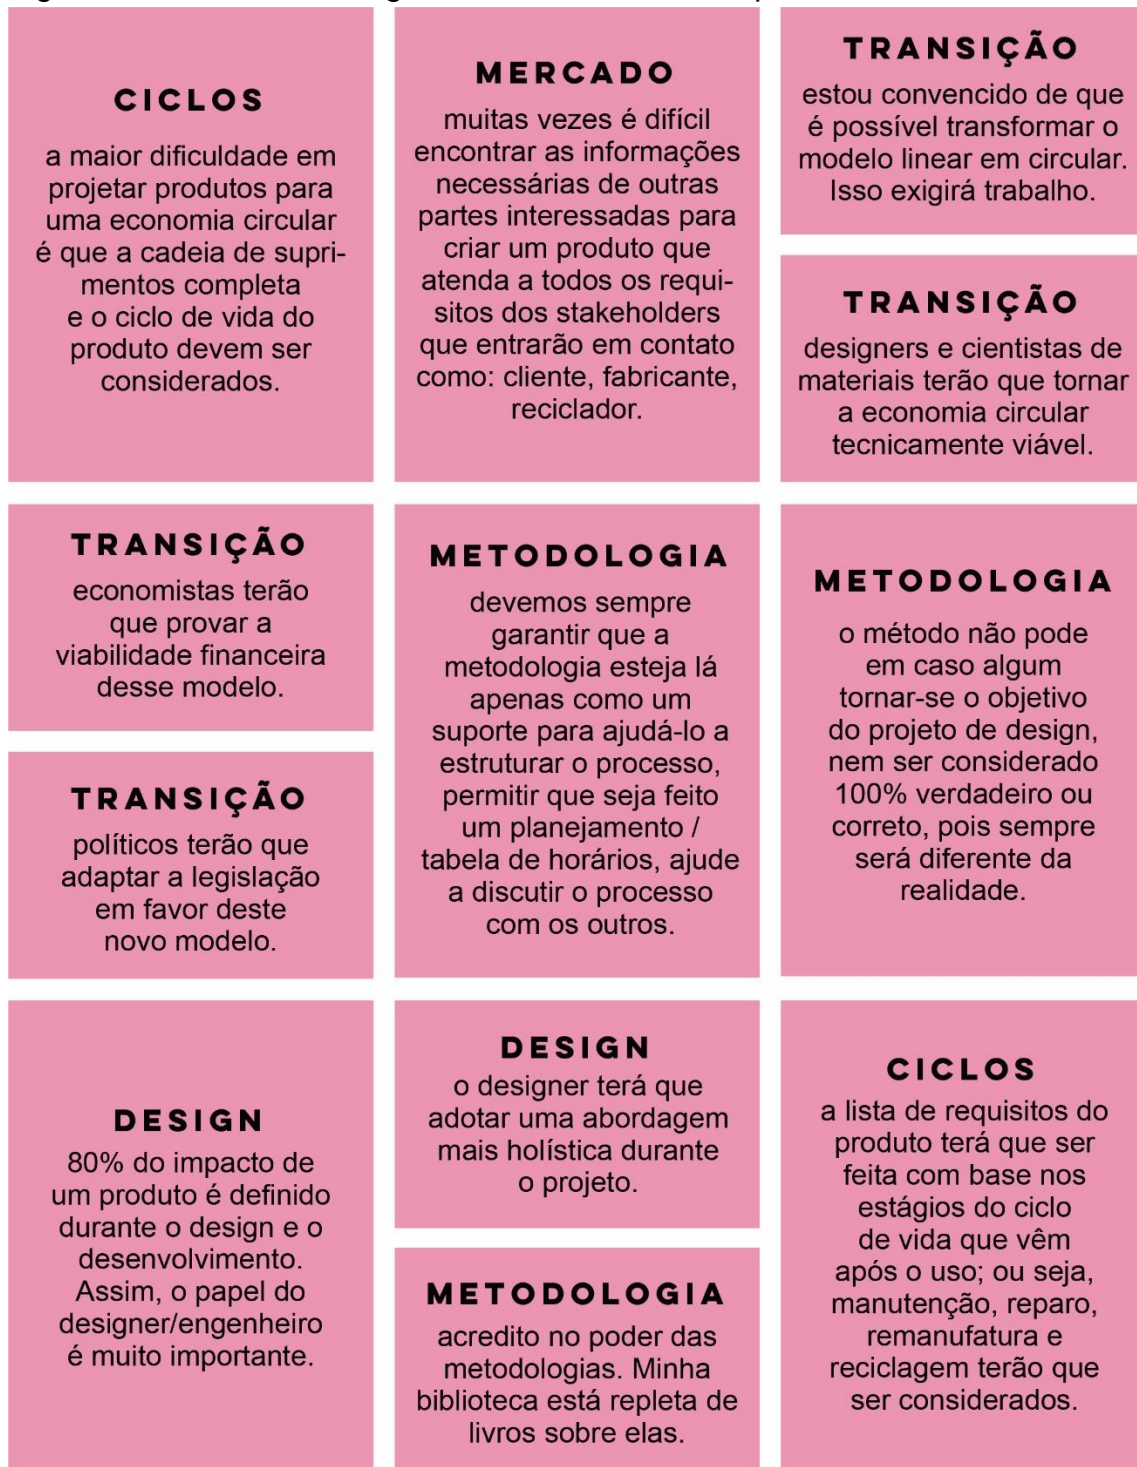 CICLOS
a maior dificuldade em
projetar produtos para
uma economia circular
é que a cadeia de supri-
mentos completa
e o ciclo de vida do
produto devem ser
considerados.
MERCADO
muitas vezes é difícil
encontrar as informações
necessárias de outras
partes interessadas para
criar um produto que
atenda a todos os requi-
sitos dos stakeholders
que entrarão em contato
como: cliente, fabricante,
reciclador.
TRANSIÇÃO
estou convencido de que
é possível transformar o
modelo linear em circular.
Isso exigirá trabalho.
TRANSIÇÃO
designers e cientistas de
materiais terão que tornar
a economia circular
tecnicamente viável.
TRANSIÇÃO
economistas terão
que provar a
viabilidade financeira
desse modelo.
TRANSIÇÃO
políticos terão que
adaptar a legislação
em favor deste
novo modelo.
METODOLOGIA
devemos sempre
garantir que a
metodologia esteja lá
apenas como um
suporte para ajudá-lo a
estruturar o processo,
permitir que seja feito
um planejamento /
tabela de horários, ajude
a discutir o processo
com os outros.
METODOLOGIA
o método não pode
em caso algum
tornar-se o objetivo
do projeto de design,
nem ser considerado
100% verdadeiro ou
correto, pois sempre
será diferente da
realidade.
DESIGN
80% do impacto de
um produto é definido
durante o design e o
desenvolvimento.
Assim, o papel do
designer/engenheiro
é muito importante.
DESIGN
o designer terá que
adotar uma abordagem
mais holística durante
o projeto.
METODOLOGIA
acredito no poder das
metodologias. Minha
biblioteca está repleta de
livros sobre elas.
CICLOS
a lista de requisitos do
produto terá que ser
feita com base nos
estágios do ciclo
de vida que vêm
após o uso; ou seja,
manutenção, reparo,
remanufatura e
reciclagem terão que
ser considerados.